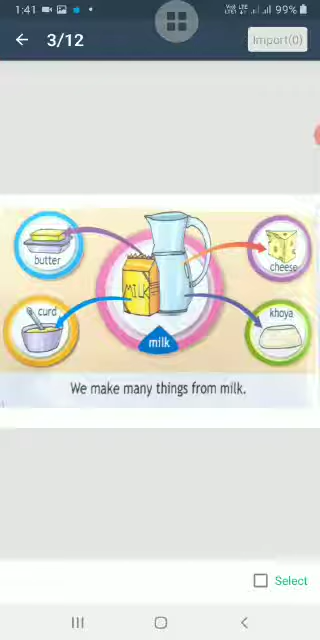 1:41
99%
3/12
Import(0)
butter
cheese
MILK
curd
khoya
milk
We make many things from milk.
Select